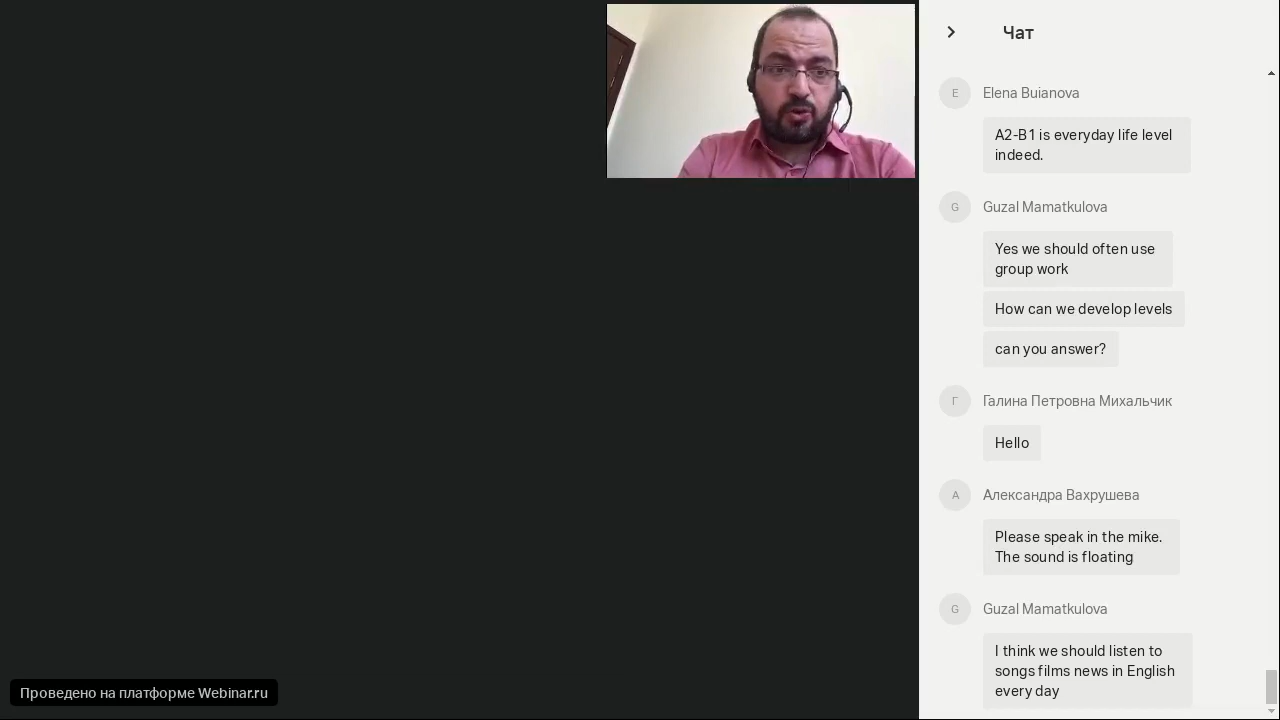 Чат
E
Elena Buianova
A2-B1 is everyday life level
indeed.
G
Guzal Mamatkulova
Yes we should often use
group work
How can we develop levels
can you answer?
Г
Галина Петровна Михальчик
Hello
А
Александра Вахрушева
Please speak in the mike.
The sound is floating
G
Guzal Mamatkulova
I think we should listen to
songs films news in English
every day
Проведено на платформе Webinar.ru